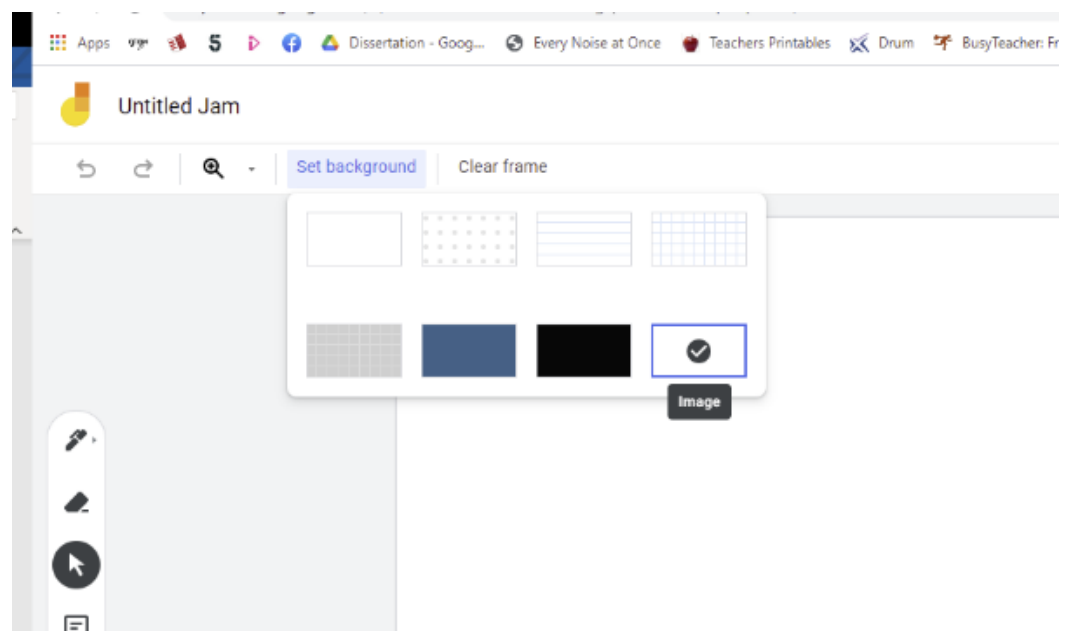 Apps 5 Dissertation - Goog... Every Noise at Once Teachers Printables Drum BusyTeacher: Fr
Untitled Jam
Set background Clear frame
Image